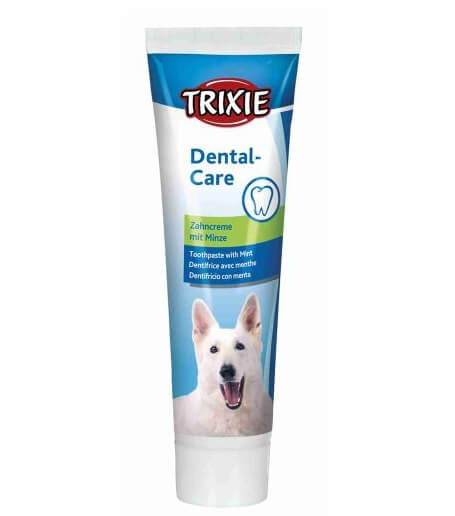 TRIXIE
Dental-
Care
Zahncreme
mit Minze
Toothpaste with Mint
Dentifrice avec menthe
Dentifricio con menta